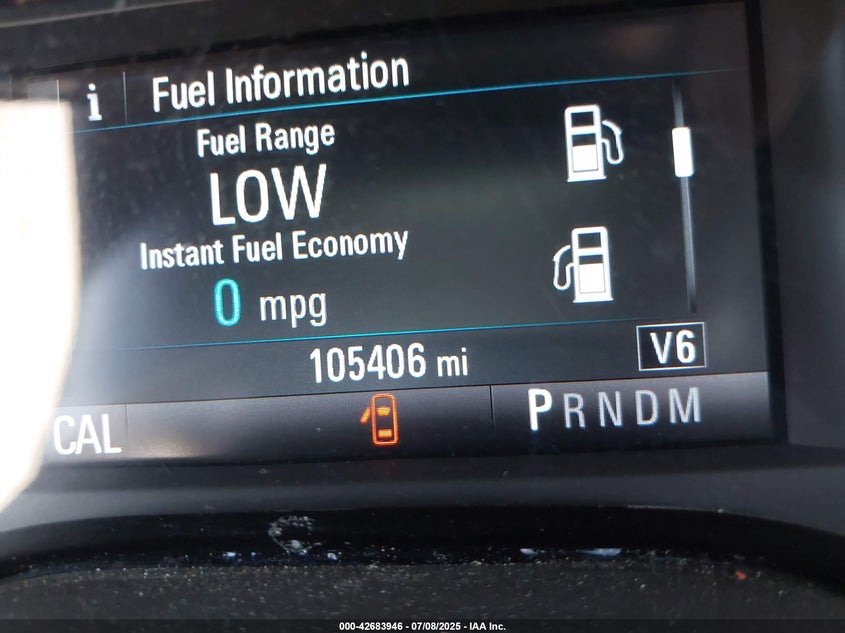 i Fuel Information
Fuel Range
LOW
Instant Fuel Economy
0 mpg
105406 mi V6
CAL PRNDM
000-42683946 - 07/08/2025 - IAA Inc.